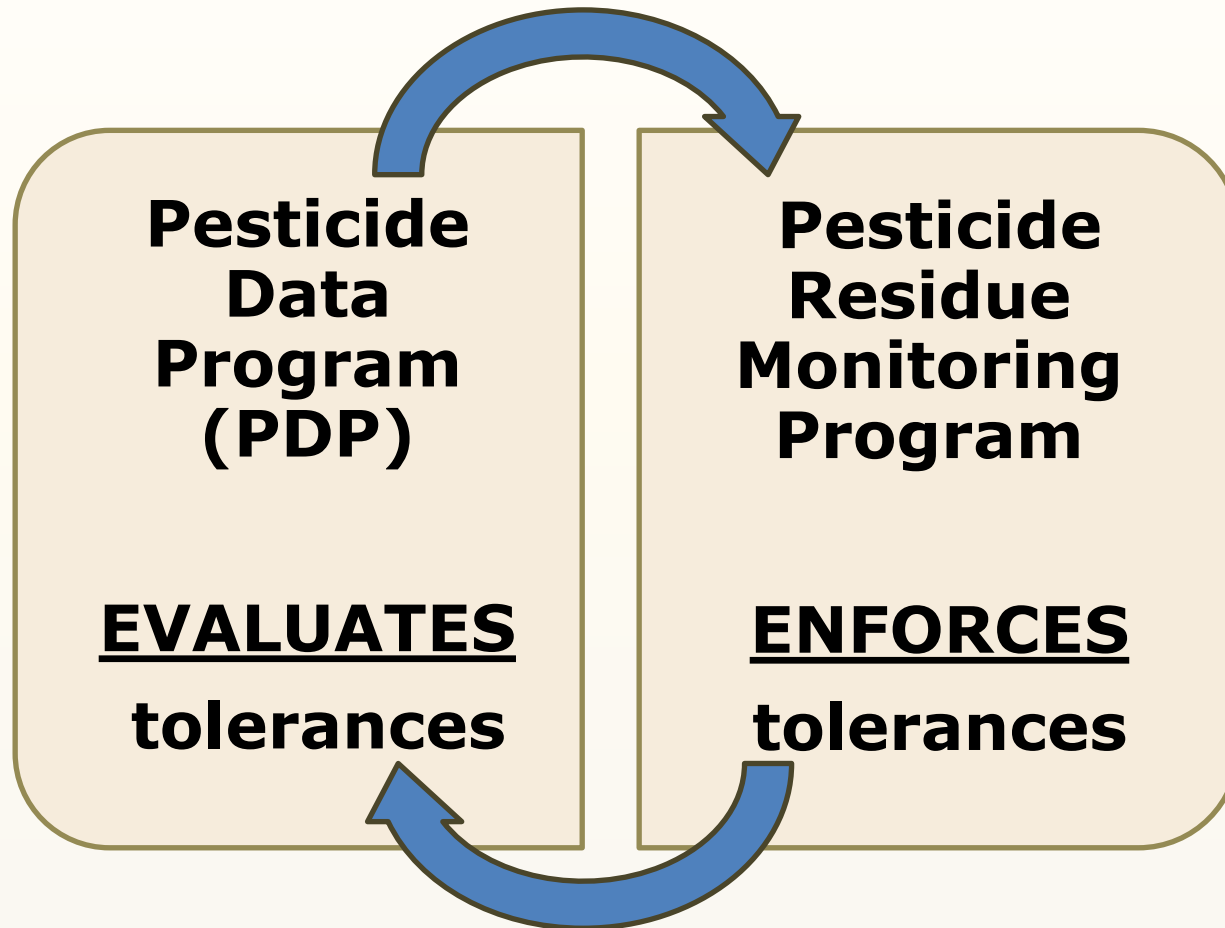 Pesticide
Data
Program
(PDP)
EVALUATES
tolerances
Pesticide
Residue
Monitoring
Program
ENFORCES
tolerances